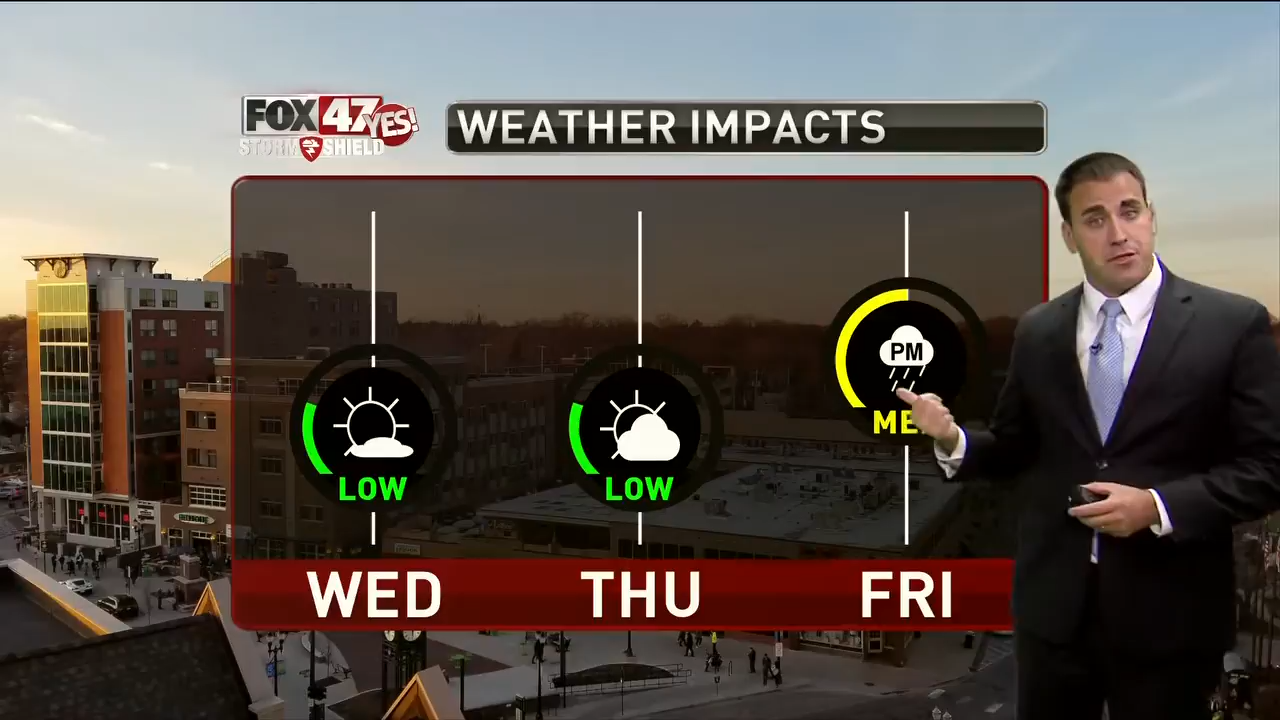 FOX 47 YES!
STORM SHIELD
WEATHER IMPACTS
PM
LOW
LOW
WED
THU
FRI